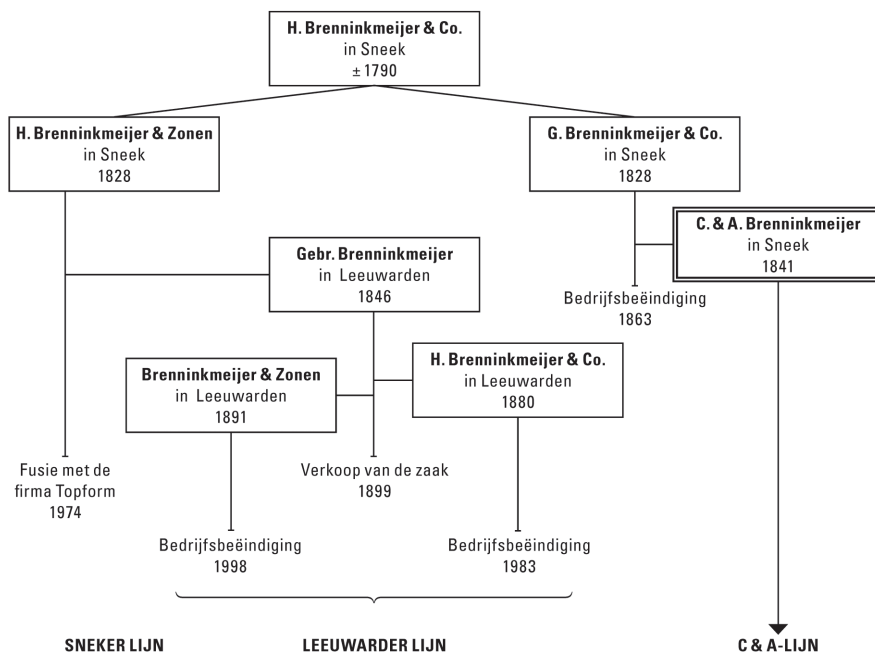 H. Brenninkmeijer & Co.
in Sneek
± 1790
H. Brenninkmeijer & Zonen
in Sneek
1828
G. Brenninkmeijer & Co.
in Sneek
1828
C. & A. Brenninkmeijer
in Sneek
1841
Gebr. Brenninkmeijer
in Leeuwarden
1846
Bedrijfsbeëindiging
1863
Brenninkmeijer & Zonen
in Leeuwarden
1891
H. Brenninkmeijer & Co.
in Leeuwarden
1880
Fusie met de
firma Topform
1974
Verkoop van de zaak
1899
Bedrijfsbeëindiging
1998
Bedrijfsbeëindiging
1983
SNEKER LIJN
LEEUWARDER LIJN
C & A-LIJN